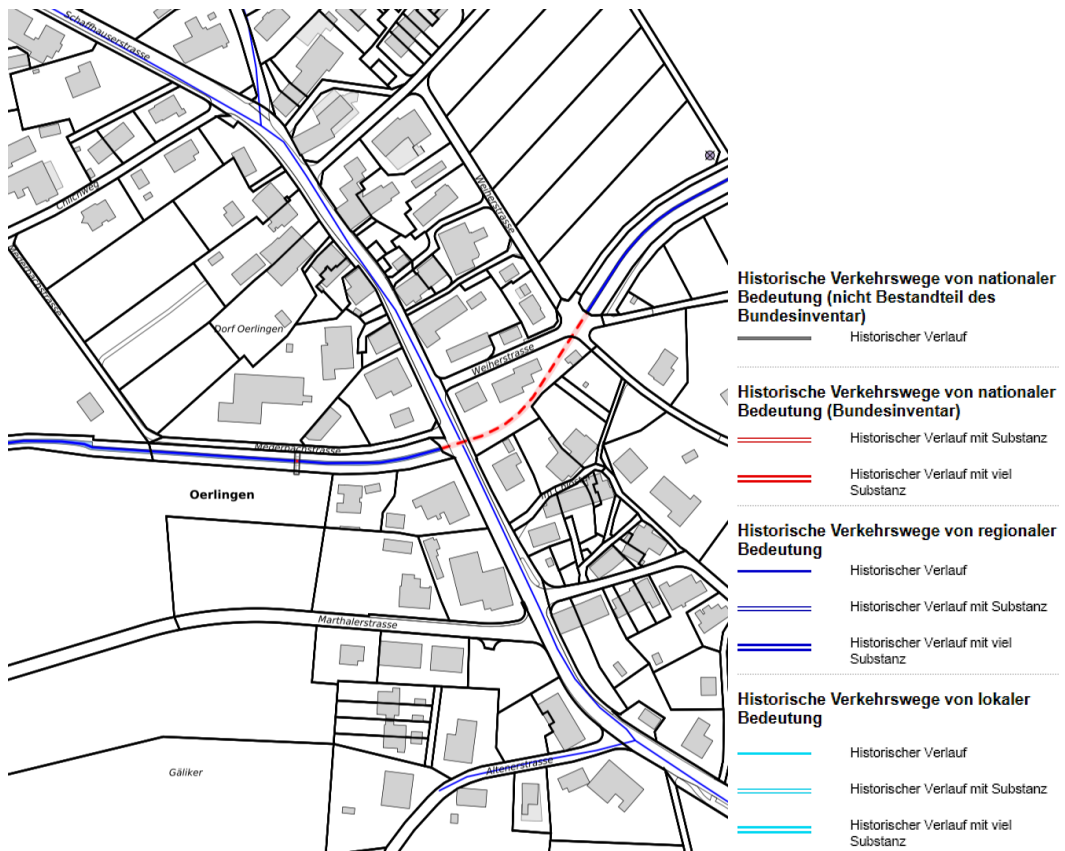 Schaffhauserstrasse
Chlichweg
Weiherstrasse
Dorf Oerlingen
Weiherstrasse
Mederbachstrasse
Oerlingen
Marthalerstrasse
Gäliker
Altenerstrasse
Historische Verkehrswege von nationaler
Bedeutung (nicht Bestandteil des
Bundesinventar)
Historischer Verlauf
Historische Verkehrswege von nationaler
Bedeutung (Bundesinventar)
Historischer Verlauf mit Substanz
Historischer Verlauf mit viel
Substanz
Historische Verkehrswege von regionaler
Bedeutung
Historischer Verlauf
Historischer Verlauf mit Substanz
Historischer Verlauf mit viel
Substanz
Historische Verkehrswege von lokaler
Bedeutung
Historischer Verlauf
Historischer Verlauf mit Substanz
Historischer Verlauf mit viel
Substanz